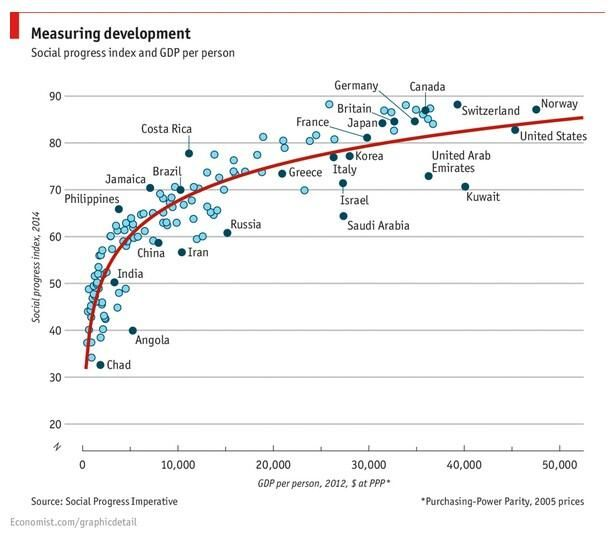 Measuring development
Social progress index and GDP per person
Germany
Canada
90
Britain
Switzerland
Norway
France
Japan
Costa Rica
United States
80
Korea
United Arab
Emirates
Brazil
Greece
Italy
Jamaica
70
Kuwait
Philippines
Israel
Russia
Saudi Arabia
60
China
Iran
India
50
40
Angola
Chad
30
20
Social progress index, 2014
0
10,000
20,000
30,000
40,000
50,000
GDP per person, 2012, $ at PPP*
Source: Social Progress Imperative
*Purchasing-Power Parity, 2005 prices
Economist.com/graphicdetail